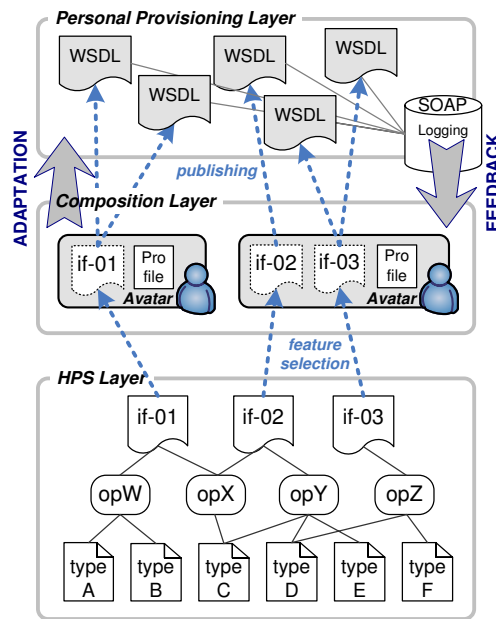 Personal Provisioning Layer
WSDL
WSDL
WSDL
WSDL
WSDL
SOAP
Logging
ADAPTATION
FEEDBACK
publishing
Composition Layer
if-01
Pro
file
Avatar
if-02
if-03
Pro
file
Avatar
feature
selection
HPS Layer
if-01
if-02
if-03
opW
opX
opY
opZ
type
A
type
B
type
C
type
D
type
E
type
F